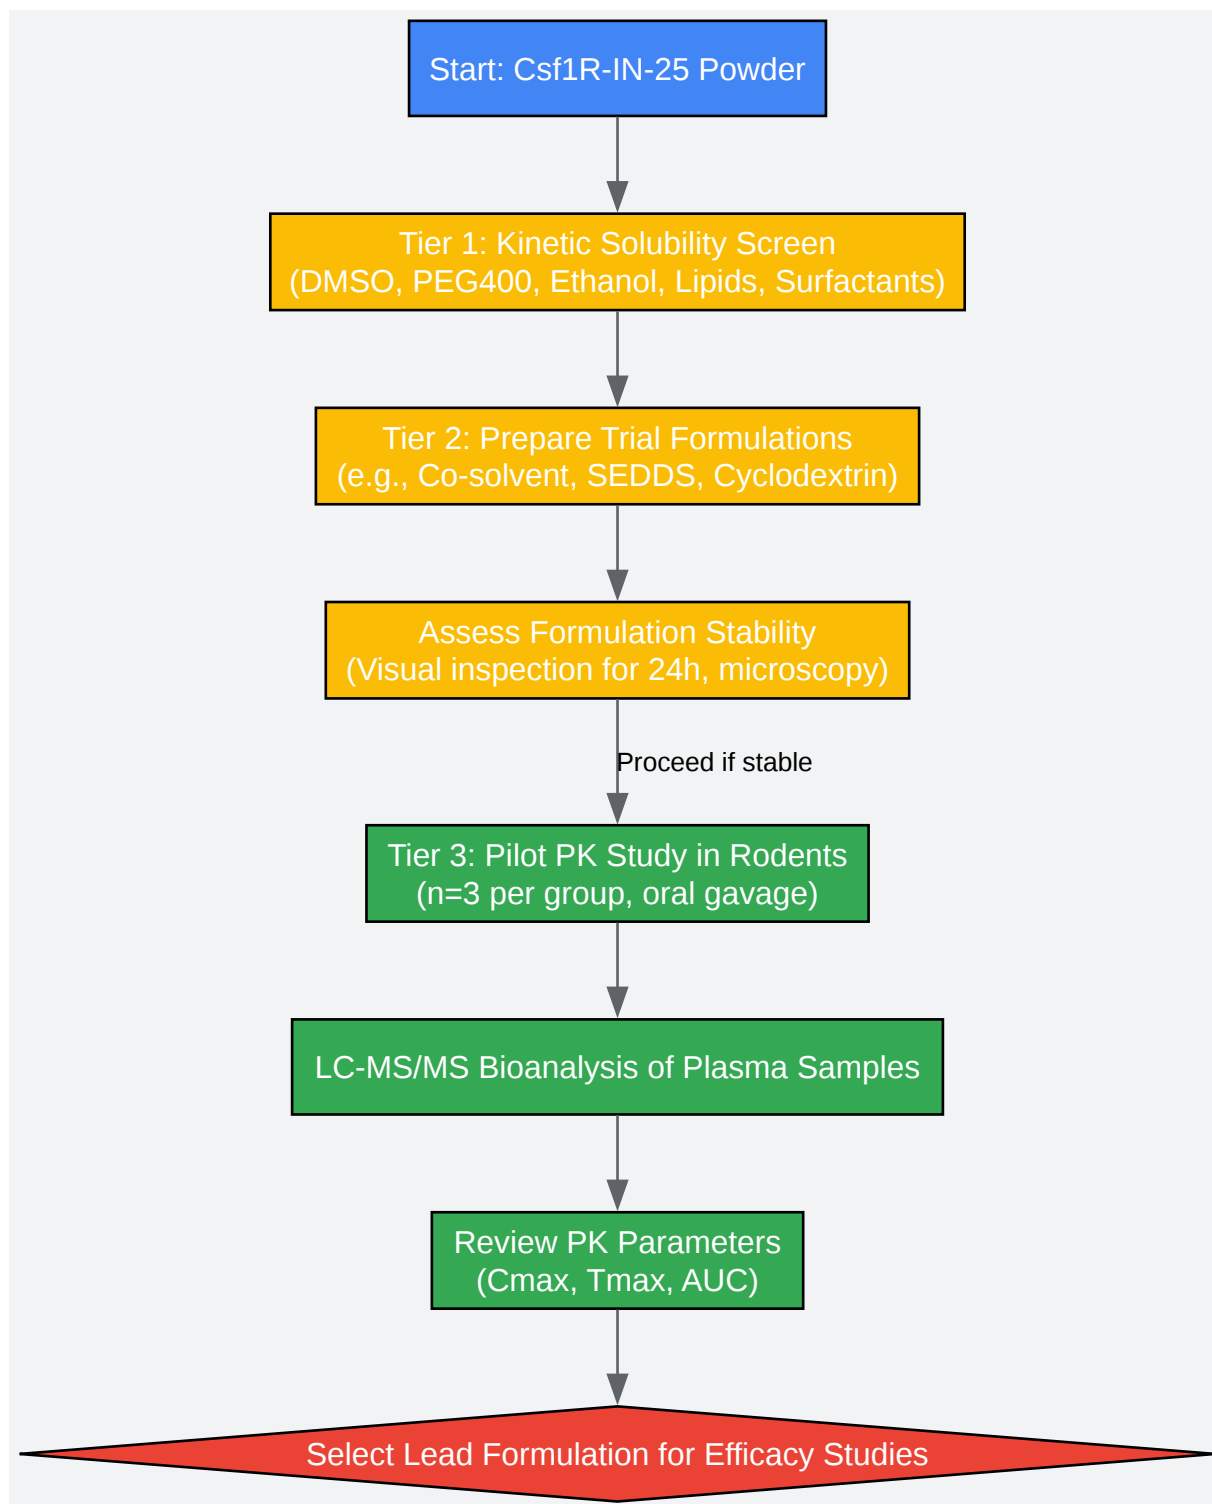 Start: Csf1R-IN-25 Powder
Tier 1: Kinetic Solubility Screen
(DMSO, PEG400, Ethanol, Lipids, Surfactants)
Tier 2: Prepare Trial Formulations
(e.g., Co-solvent, SEDDS, Cyclodextrin)
Assess Formulation Stability
(Visual inspection for 24h, microscopy)
Proceed if stable
Tier 3: Pilot PK Study in Rodents
(n=3 per group, oral gavage)
LC-MS/MS Bioanalysis of Plasma Samples
Review PK Parameters
(Cmax, Tmax, AUC)
Select Lead Formulation for Efficacy Studies